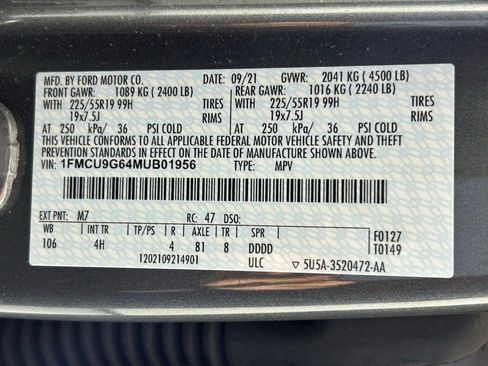 MFD. BY FORD MOTOR CO. DATE: 09/21 GVWR: 2041 KG ( 4500 LB)
FRONT GAWR: 1089 KG ( 2400 LB) REAR GAWR: 1016 KG ( 2240 LB)
WITH 225/55R19 99H TIRES WITH 225/55R19 99H TIRES
19x7.5J RIMS 19x7.5J RIMS
AT 250 kPa/ 36 PSI COLD AT 250 kPa/ 36 PSI COLD
THIS VEHICLE CONFORMS TO ALL APPLICABLE FEDERAL MOTOR VEHICLE SAFETY AND
THEFT PREVENTION STANDARDS IN EFFECT ON THE DATE OF MANUFACTURE SHOWN ABOVE.
VIN: 1FMCU9G64MUB01956 TYPE: MPV
EXT PNT: M7 RC: 47 DSO: F0127
WB INT TR TP/PS R AXLE TR SPR T0149
106 4H 4 81 8 DDDD
1202109214901 ULC ▽ 5U5A-3520472-AA